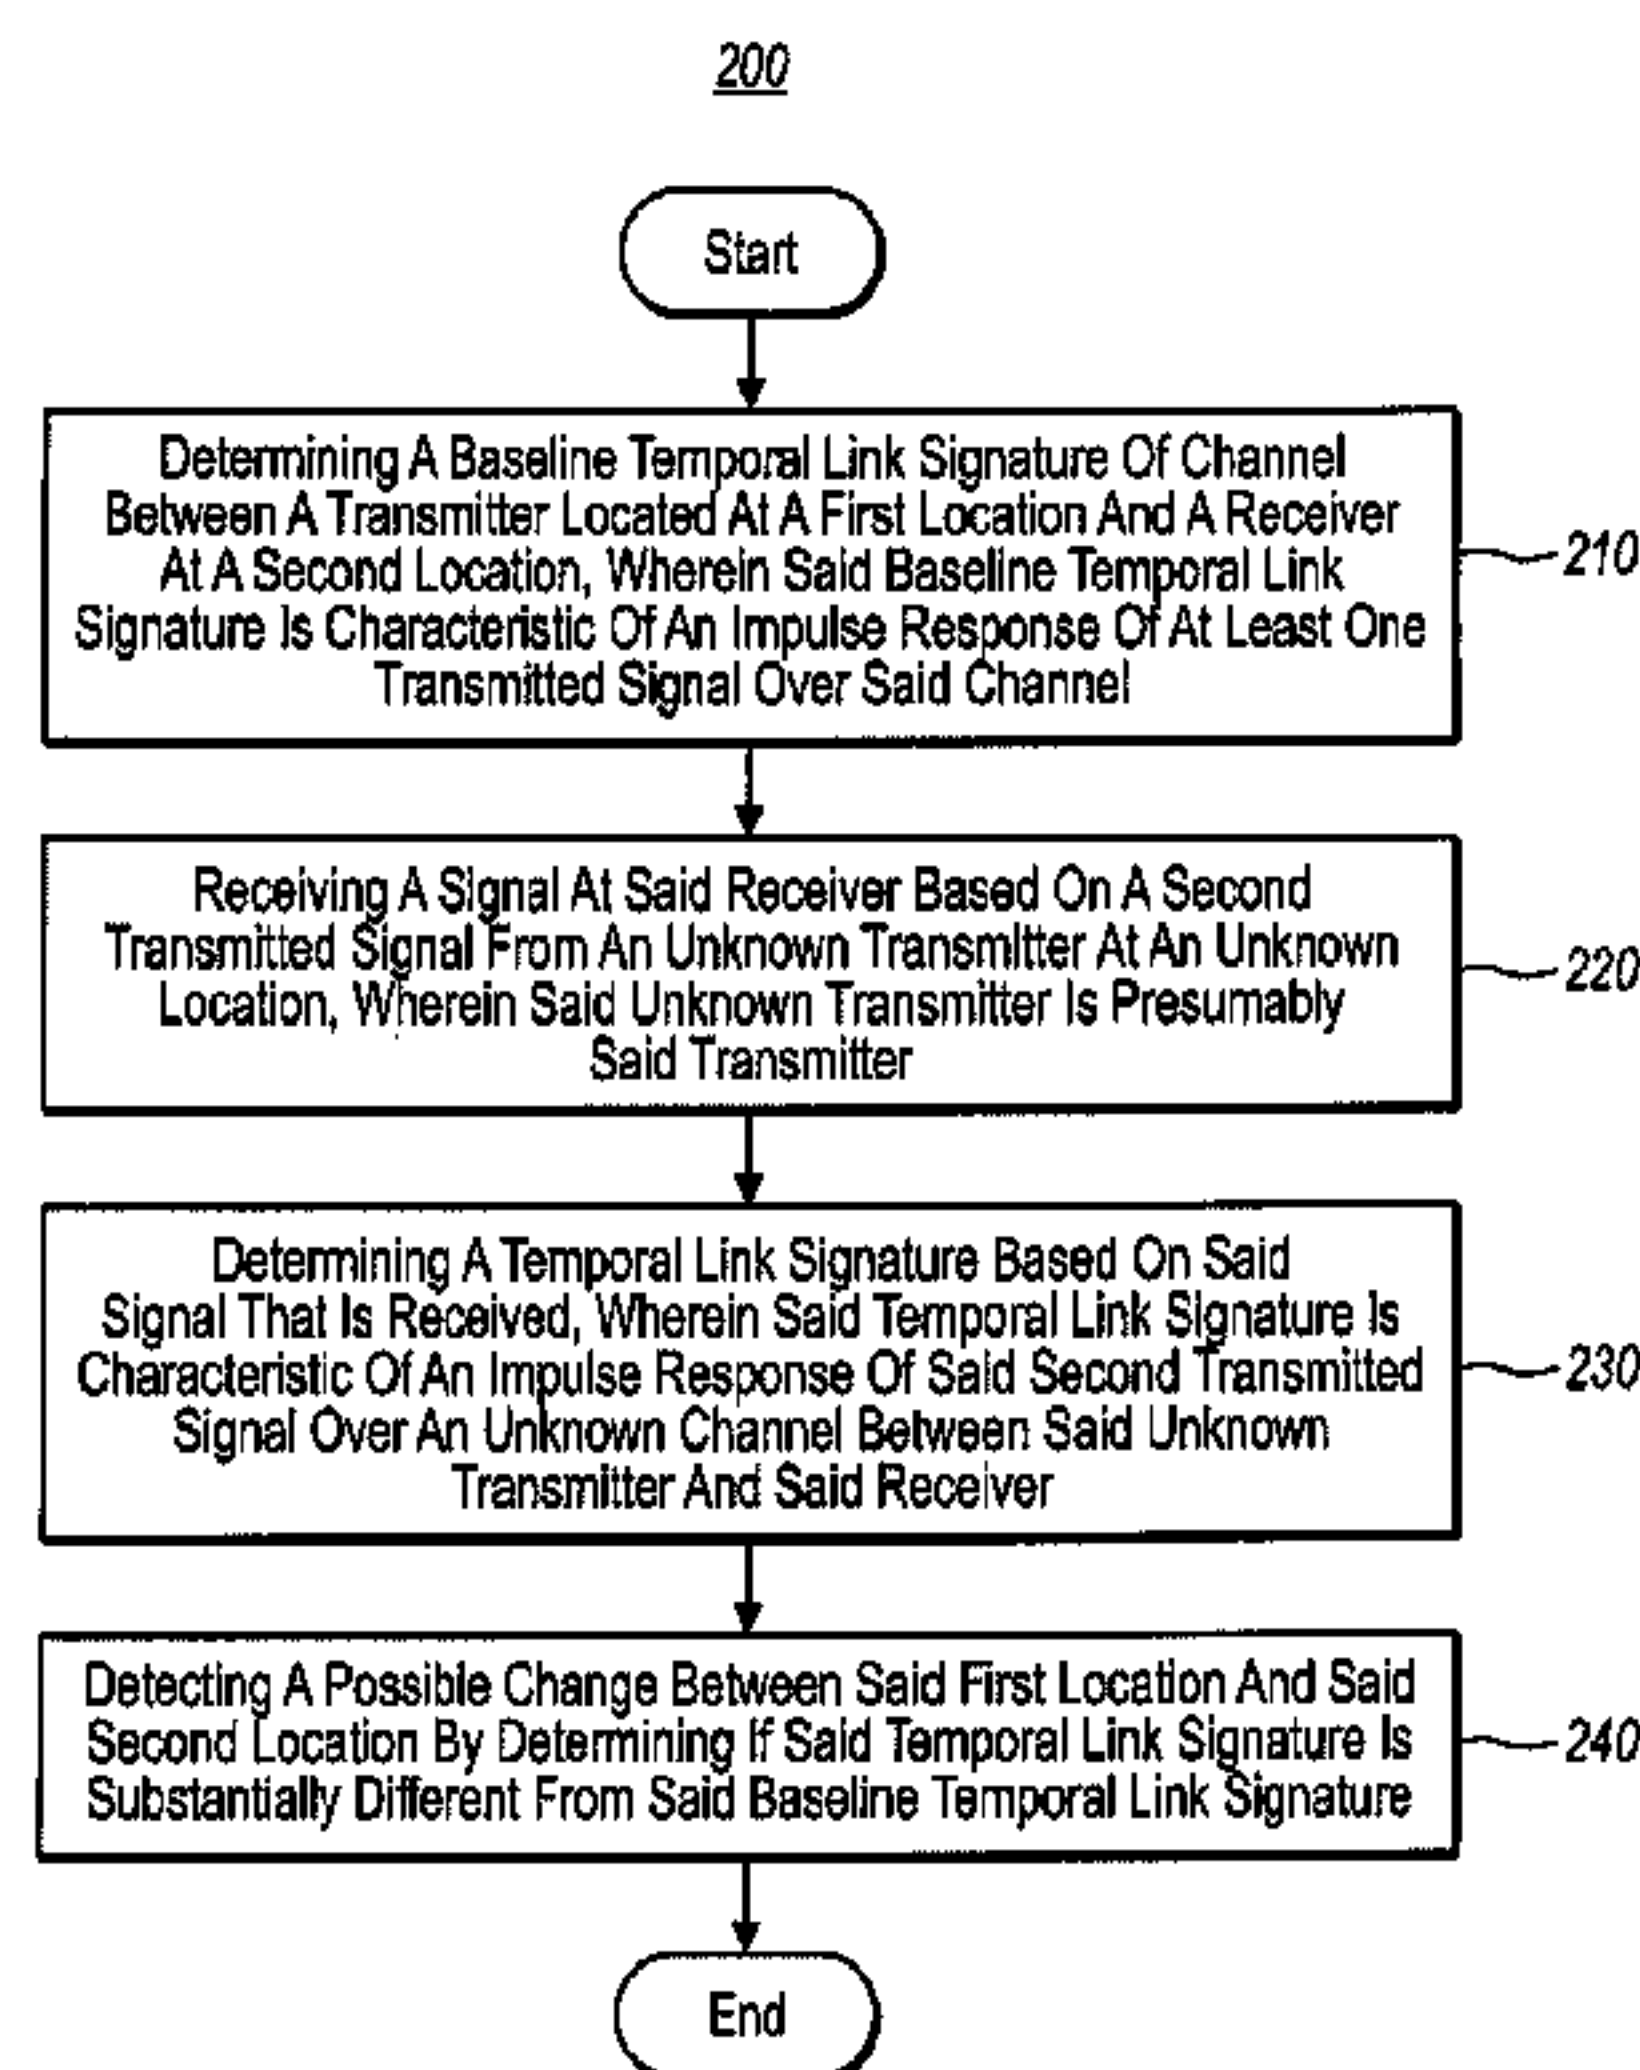 200
Start
Determining A Baseline Temporal Link Signature Of Channel
Between A Transmitter Located At A First Location And A Receiver
At A Second Location, Wherein Said Baseline Temporal Link
Signature Is Characteristic Of An Impulse Response Of At Least One
Transmitted Signal Over Said Channel
210
Receiving A Signal At Said Receiver Based On A Second
Transmitted Signal From An Unknown Transmitter At An Unknown
Location, Wherein Said Unknown Transmitter Is Presumably
Said Transmitter
220
Determining A Temporal Link Signature Based On Said
Signal That Is Received, Wherein Said Temporal Link Signature Is
Characteristic Of An Impulse Response Of Said Second Transmitted
Signal Over An Unknown Channel Between Said Unknown
Transmitter And Said Receiver
230
Detecting A Possible Change Between Said First Location And Said
Second Location By Determining If Said Temporal Link Signature Is
Substantially Different From Said Baseline Temporal Link Signature
240
End